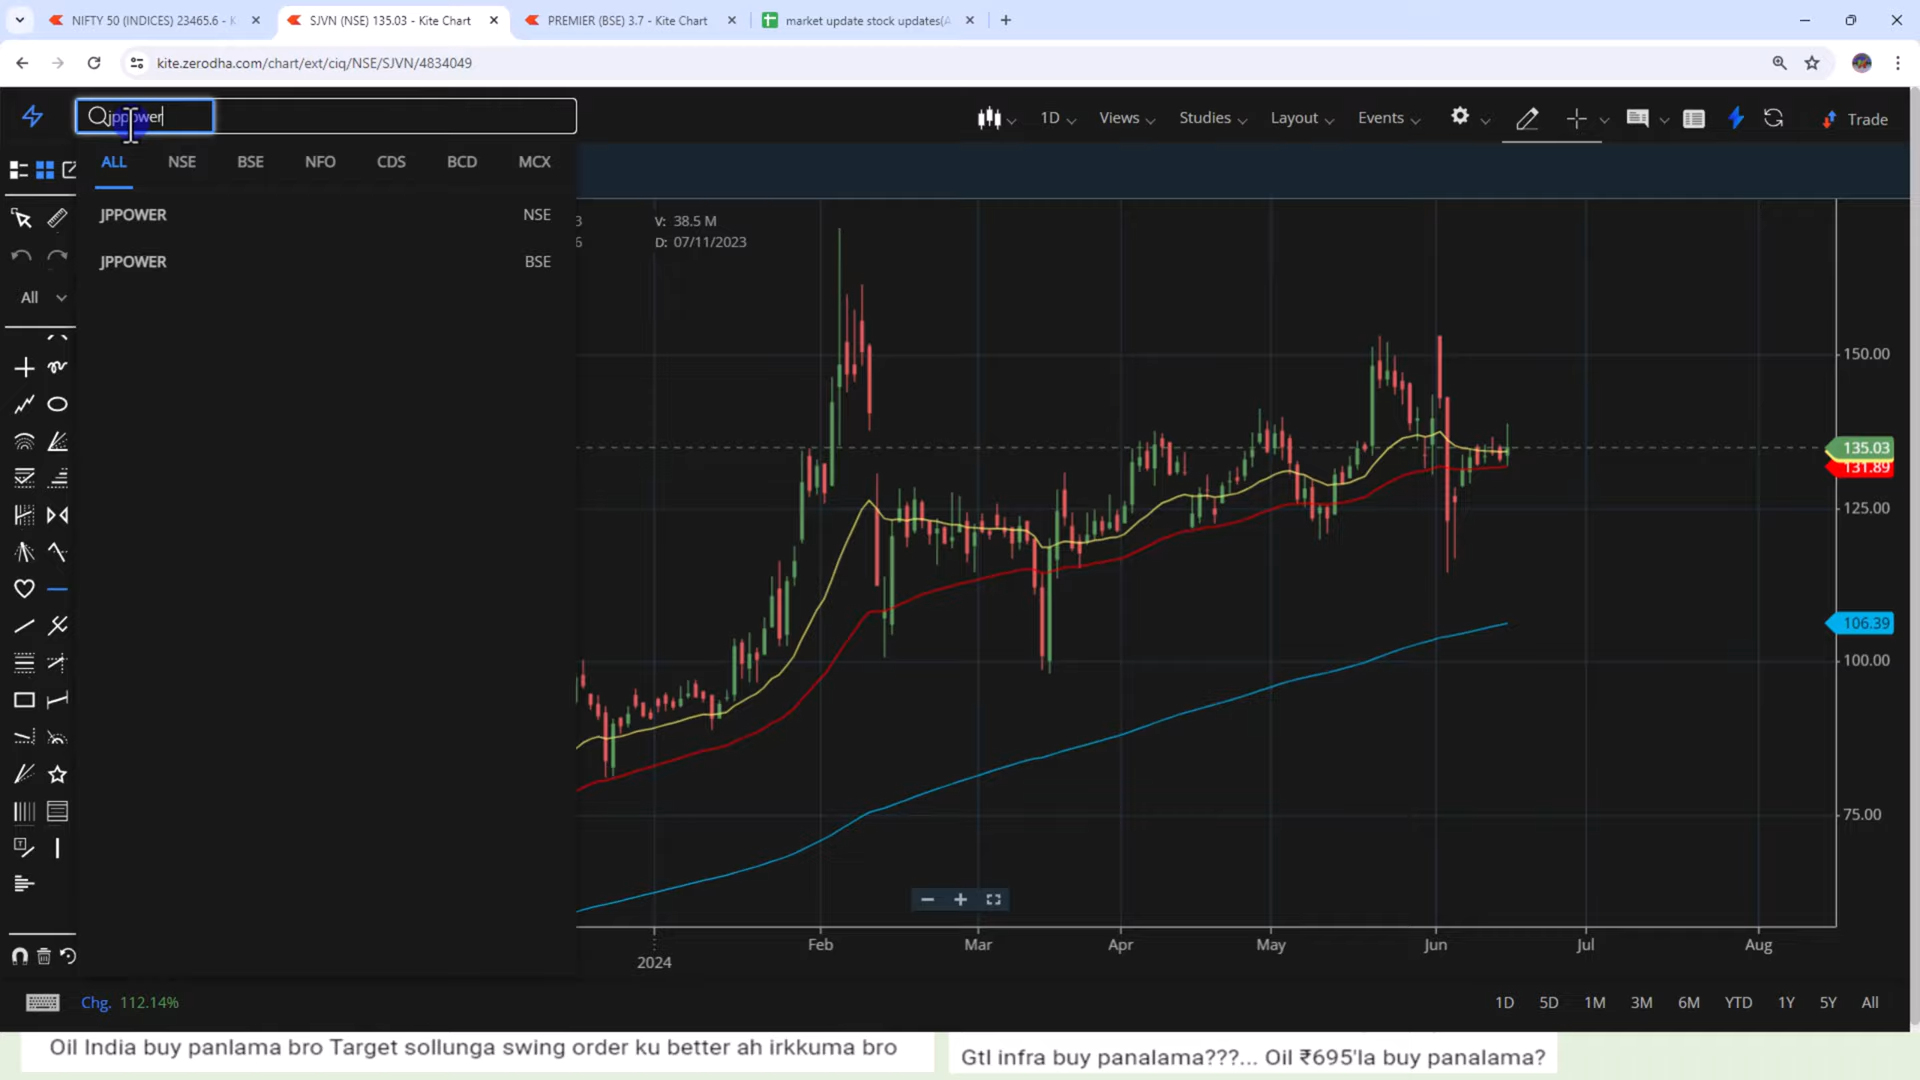 NIFTY 50 (INDICES) 23465.6 - K
SJVN (NSE) 135.03 - Kite Chart
PREMIER (BSE) 3.7 - Kite Chart
market update stock updates(A
kite.zerodha.com/chart/ext/ciq/NSE/SJVN/4834049
jppower
1D
Views
Studies
Layout
Events
Trade
ALL
NSE
BSE
NFO
CDS
BCD
MCX
JPPOWER NSE
JPPOWER BSE
3 V: 38.5 M
6 D: 07/11/2023
All
150.00
135.03
131.89
125.00
106.39
100.00
75.00
Feb
Mar
Apr
May
Jun
Jul
Aug
2024
Chg. 112.14%
1D 5D 1M 3M 6M YTD 1Y 5Y All
Oil India buy panlama bro Target sollunga swing order ku better ah irkkuma bro
Gtl infra buy panalama???... Oil ₹695'la buy panalama?